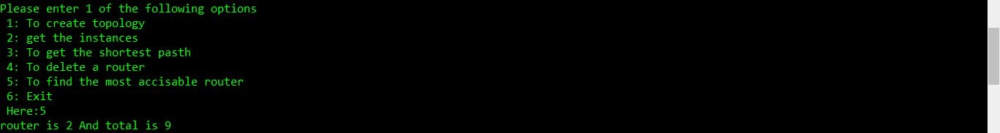 Please enter 1 of the following options
1: To create topology
2: get the instances
3: To get the shortest pasth
4: To delete a router
5: To find the most accisable router
6: Exit
Here:5
router is 2 And total is 9